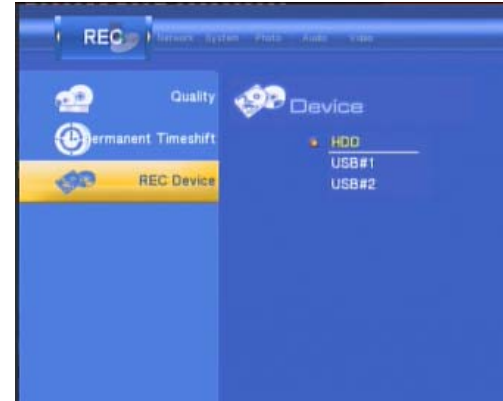 REC Network System Photo Audio Video
Quality
Device
ermanent Timeshift
HDD
REC Device
USB#1
USB#2